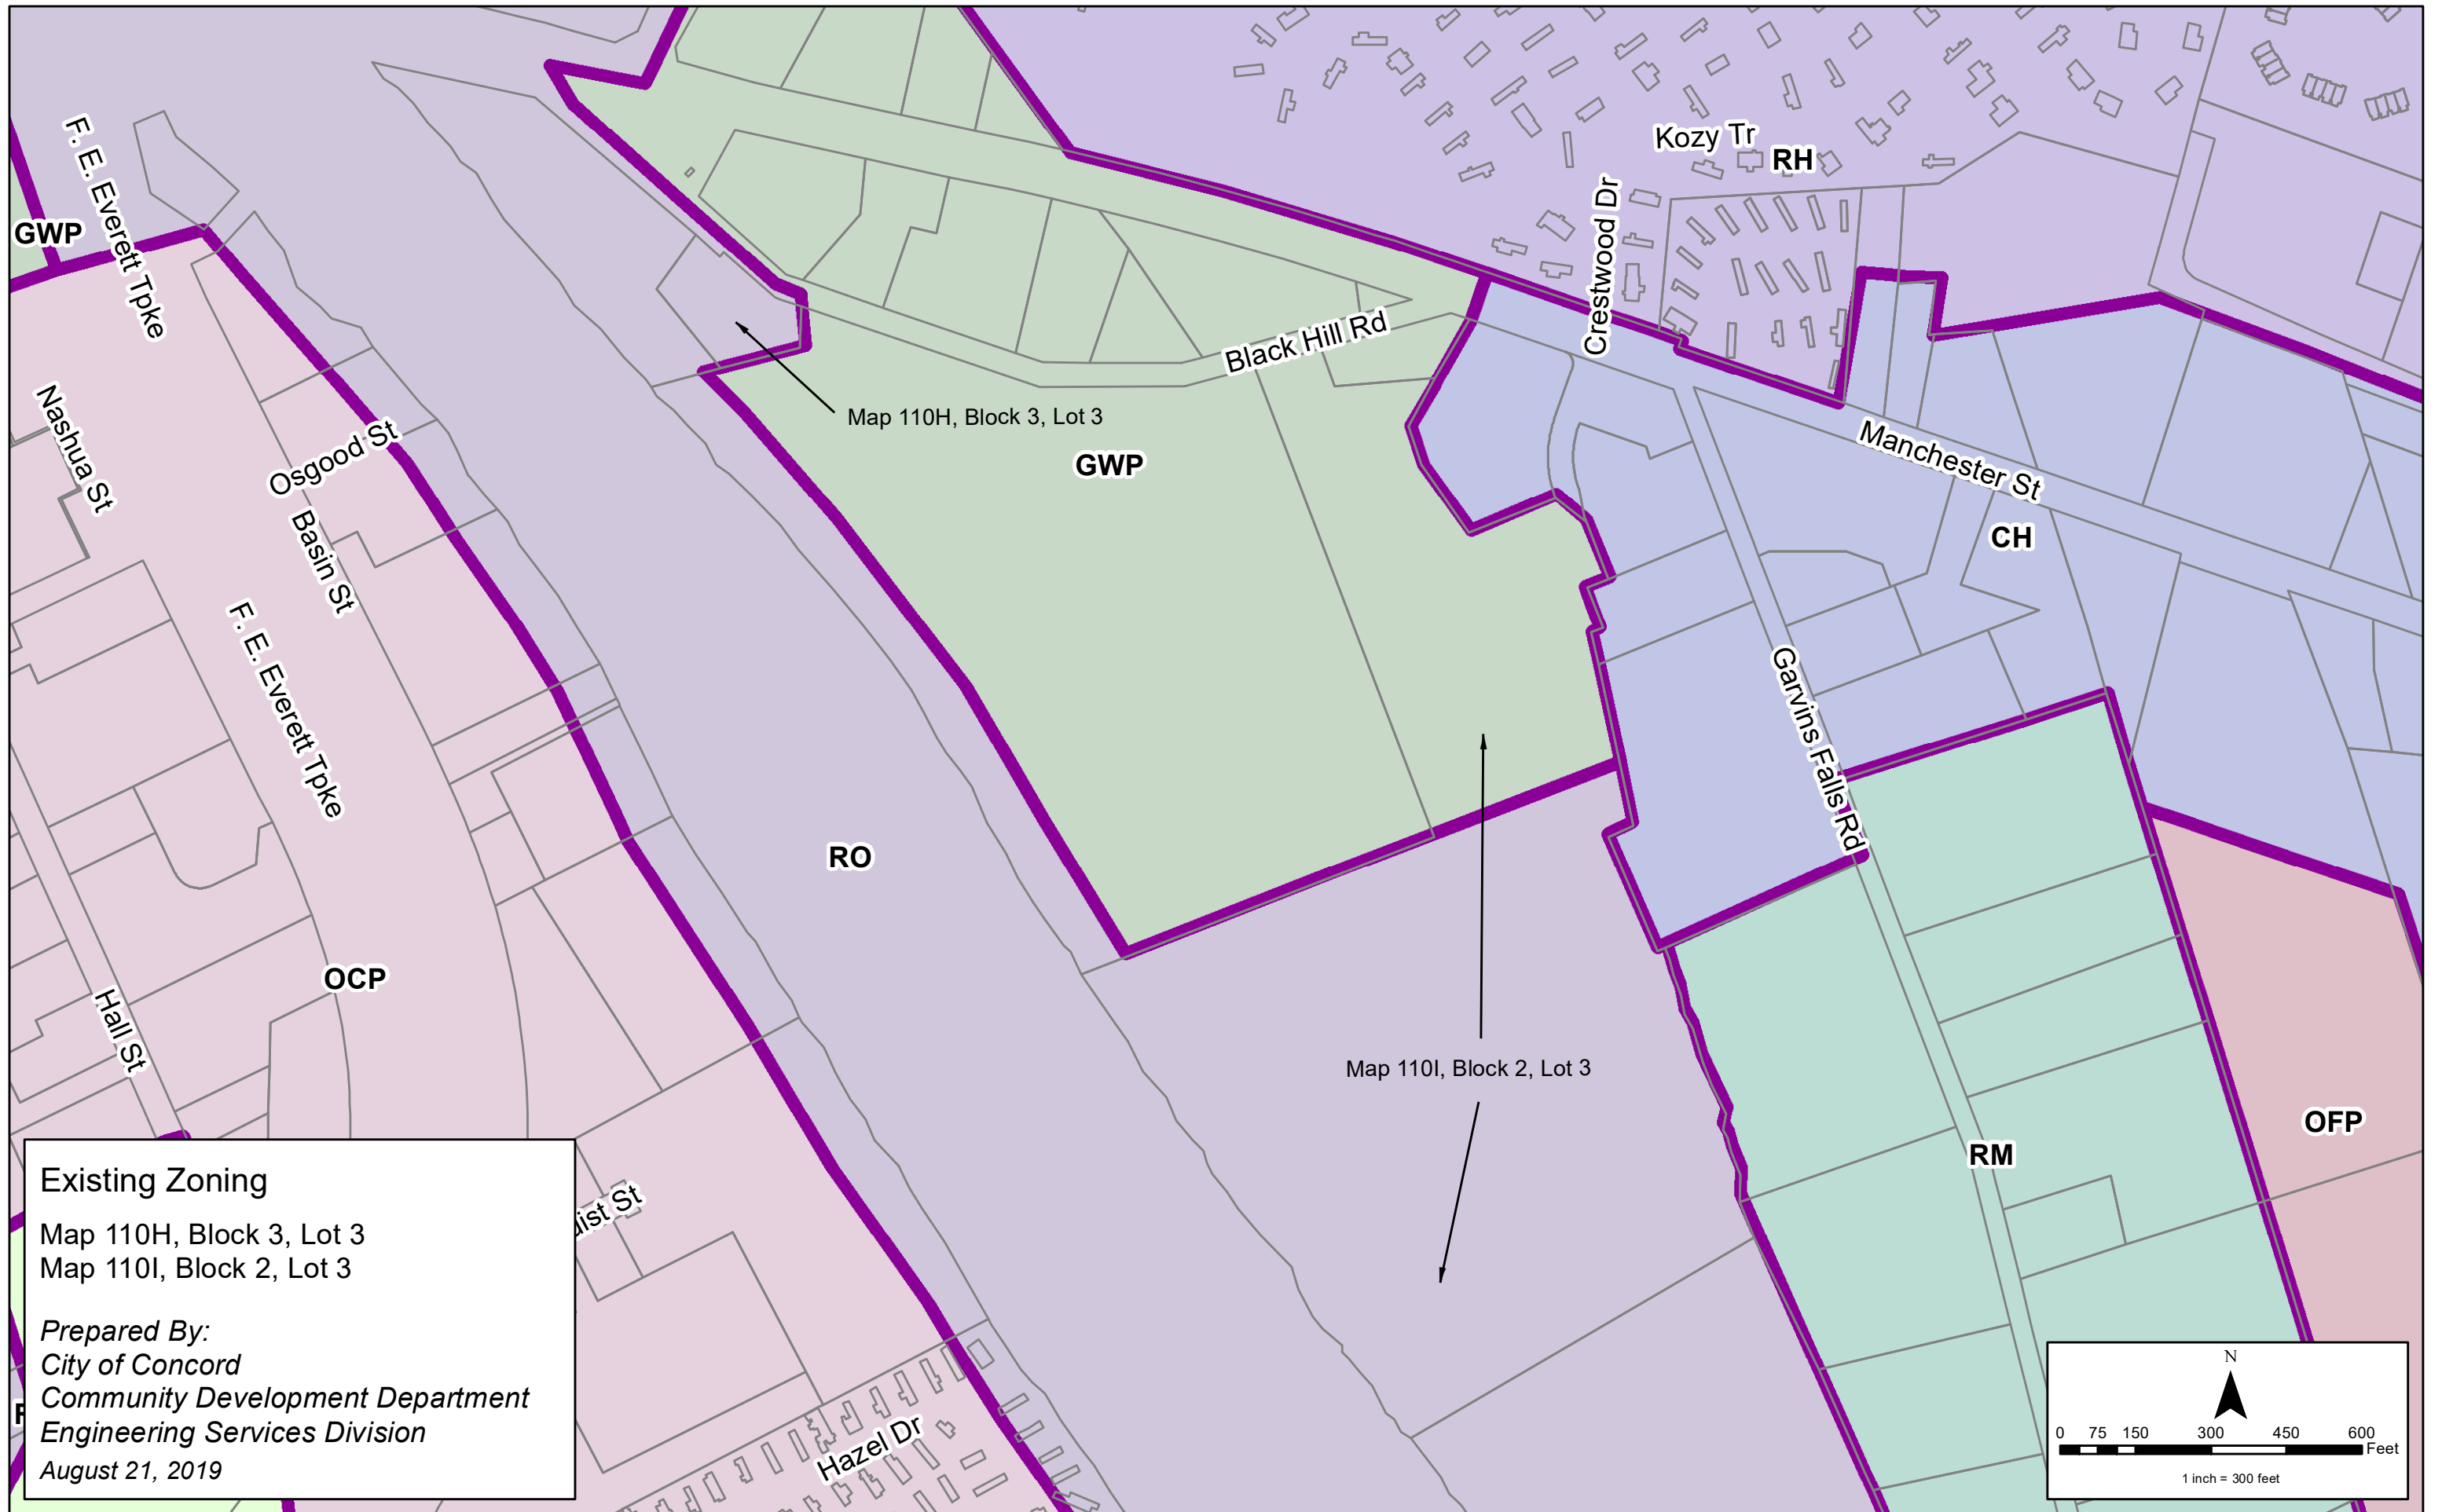 Kozy Tr
RH
F. E. Everett Tpke
GWP
Crestwood Dr
Black Hill Rd
Nashua St
Map 110H, Block 3, Lot 3
Osgood St
GWP
Manchester St
Basin St
CH
F. E. Everett Tpke
Garvins Falls Rd
RO
OCP
Hall St
Map 110I, Block 2, Lot 3
OFP
RM
Existing Zoning
Map 110H, Block 3, Lot 3
Map 110I, Block 2, Lot 3
Prepared By:
City of Concord
Community Development Department
Engineering Services Division
August 21, 2019
ist St
Hazel Dr
N
0 75 150 300 450 600
Feet
1 inch = 300 feet